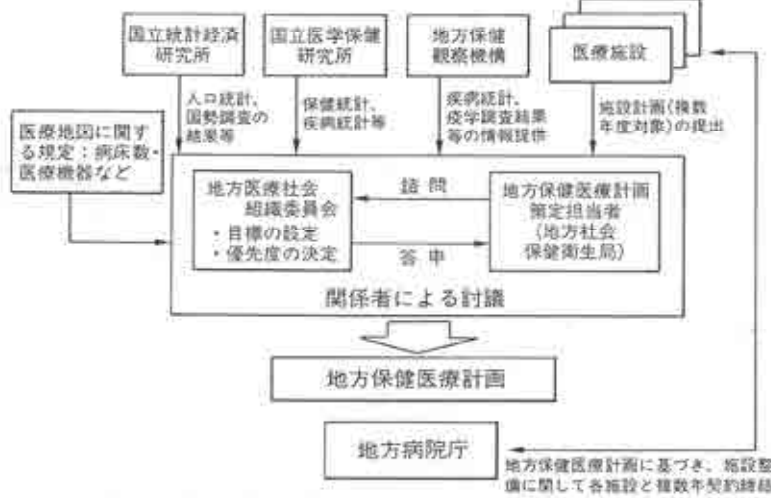 国立統計経済
研究所
国立医学保健
研究所
地方保健
観察機構
医療施設
人口統計、
国勢調査の
結果等
保健統計、
疾病統計等
疾病統計、
疫学調査結果
等の情報提供
施設計画(複数
年度対象)の提出
医療地図に関す
る規定：病床数・
医療機器など
地方医療社会
組織委員会
・目標の設定
・優先度の決定
諮問
答申
地方保健医療計画
策定担当者
(地方社会
保健衛生局)
関係者による討議
地方保健医療計画
地方病院庁
地方保健医療計画に基づき、施設整
備に関して各施設と複数年契約締結